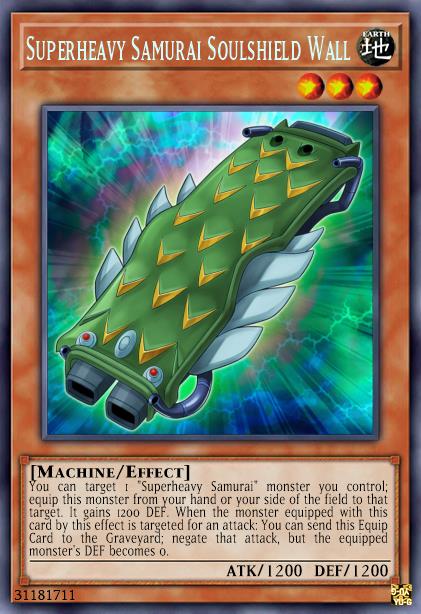 Superheavy Samurai Soulshield Wall
EARTH
地
[Machine/Effect]
You can target 1 "Superheavy Samurai" monster you control;
equip this monster from your hand or your side of the field to that
target. It gains 1200 DEF. When the monster equipped with this
card by this effect is targeted for an attack: You can send this Equip
Card to the Graveyard; negate that attack, but the equipped
monster's DEF becomes 0.
ATK/1200 DEF/1200
31181711